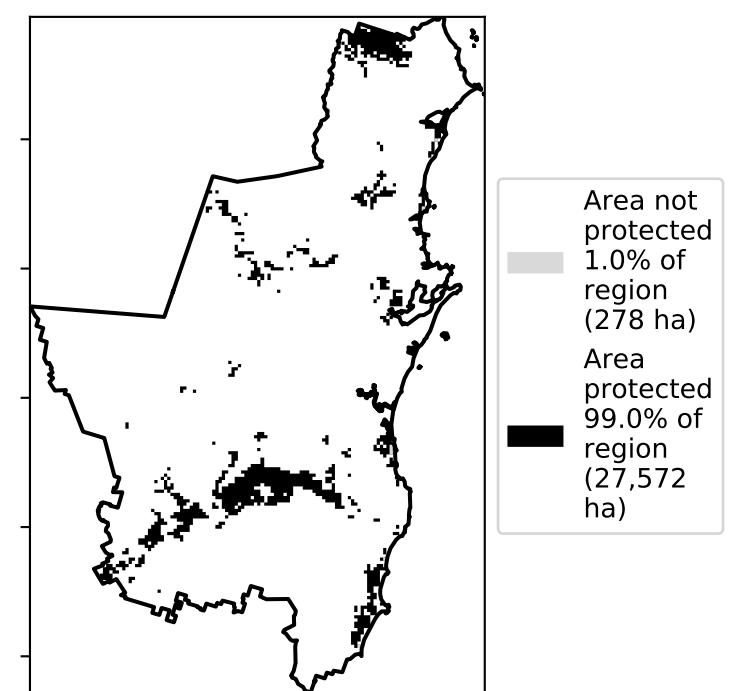 Area not
protected
1.0% of
region
(278 ha)
Area
protected
99.0% of
region
(27,572
ha)